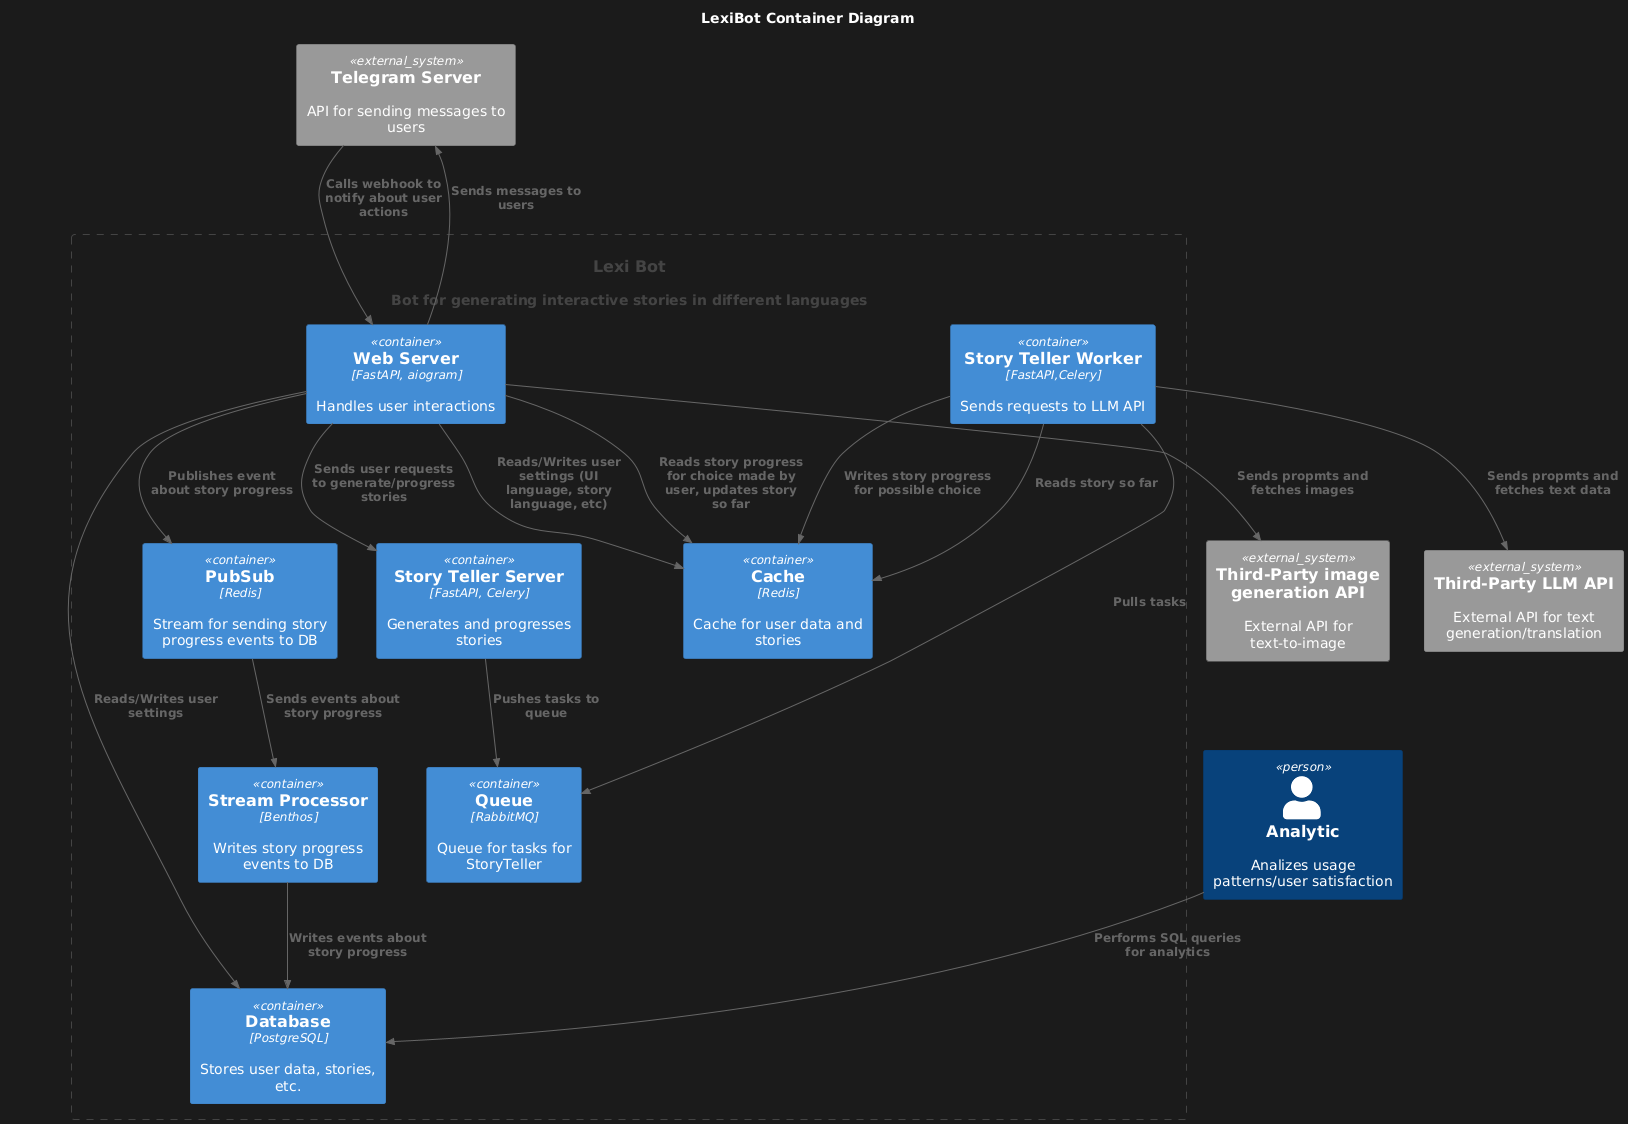 LexiBot Container Diagram
«external_system»
Telegram Server
API for sending messages to
users
Calls webhook to
notify about user
actions
Sends messages to
users
Lexi Bot
Bot for generating interactive stories in different languages
«container»
Web Server
[FastAPI, aiogram]
Handles user interactions
«container»
Story Teller Worker
[FastAPI,Celery]
Sends requests to LLM API
Publishes event
about story progress
Sends user requests
to generate/progress
stories
Reads/Writes user
settings (UI
language, story
language, etc)
Reads story progress
for choice made by
user, updates story
so far
Writes story progress
for possible choice
Reads story so far
Sends propmts and
fetches images
Sends propmts and
fetches text data
«container»
PubSub
[Redis]
Stream for sending story
progress events to DB
«container»
Story Teller Server
[FastAPI, Celery]
Generates and progresses
stories
«container»
Cache
[Redis]
Cache for user data and
stories
Pulls tasks
«external_system»
Third-Party image
generation API
External API for
text-to-image
«external_system»
Third-Party LLM API
External API for text
generation/translation
Reads/Writes user
settings
Sends events about
story progress
Pushes tasks to
queue
«container»
Stream Processor
[Benthos]
Writes story progress
events to DB
«container»
Queue
[RabbitMQ]
Queue for tasks for
StoryTeller
«person»
Analytic
Analizes usage
patterns/user satisfaction
Writes events about
story progress
Performs SQL queries
for analytics
«container»
Database
[PostgreSQL]
Stores user data, stories,
etc.